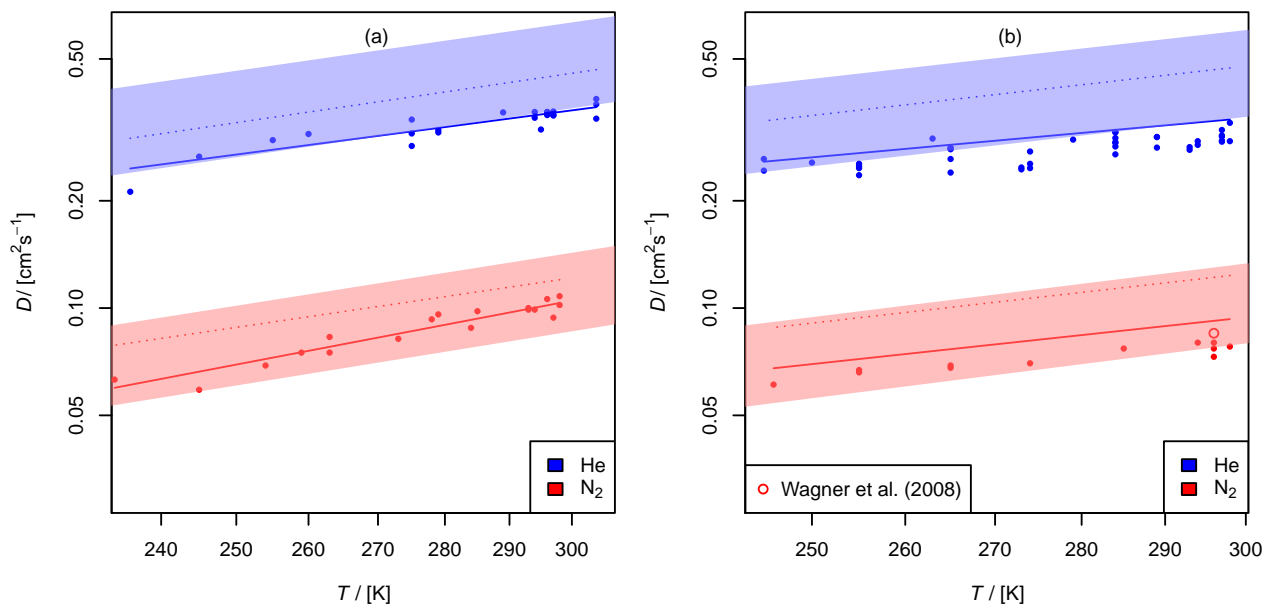 (a)
0.50
0.20
0.10
0.05
D/ [cm²s⁻¹]
He
N₂
240 250 260 270 280 290 300
T / [K]
(b)
0.50
0.20
0.10
0.05
D/ [cm²s⁻¹]
Wagner et al. (2008)
He
N₂
250 260 270 280 290 300
T / [K]